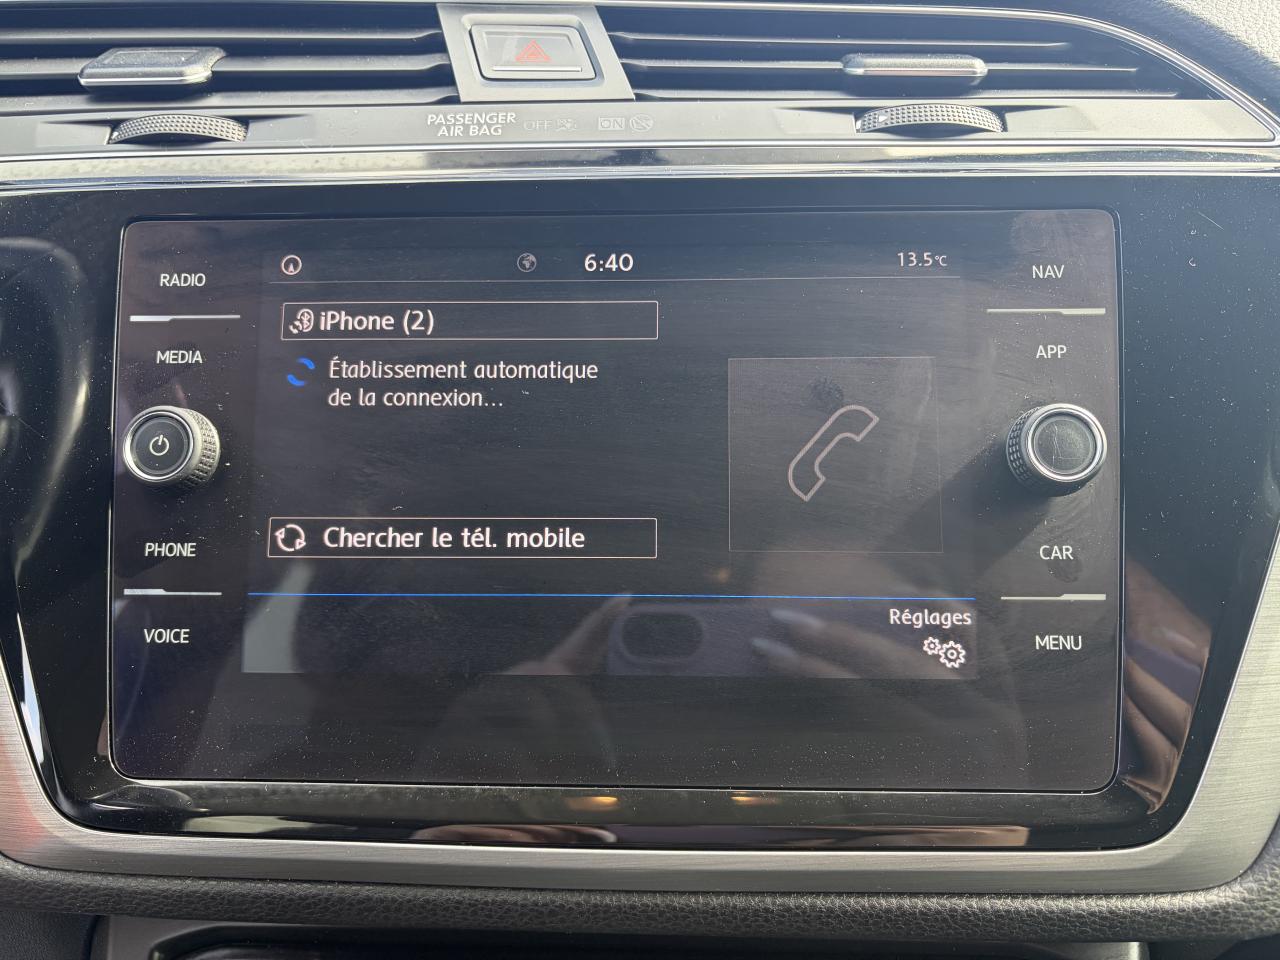 PASSENGER
AIR BAG
OFF
ON
RADIO
MEDIA
PHONE
VOICE
6:40
13.5°C
iPhone (2)
Établissement automatique
de la connexion...
Chercher le tél. mobile
Réglages
NAV
APP
CAR
MENU